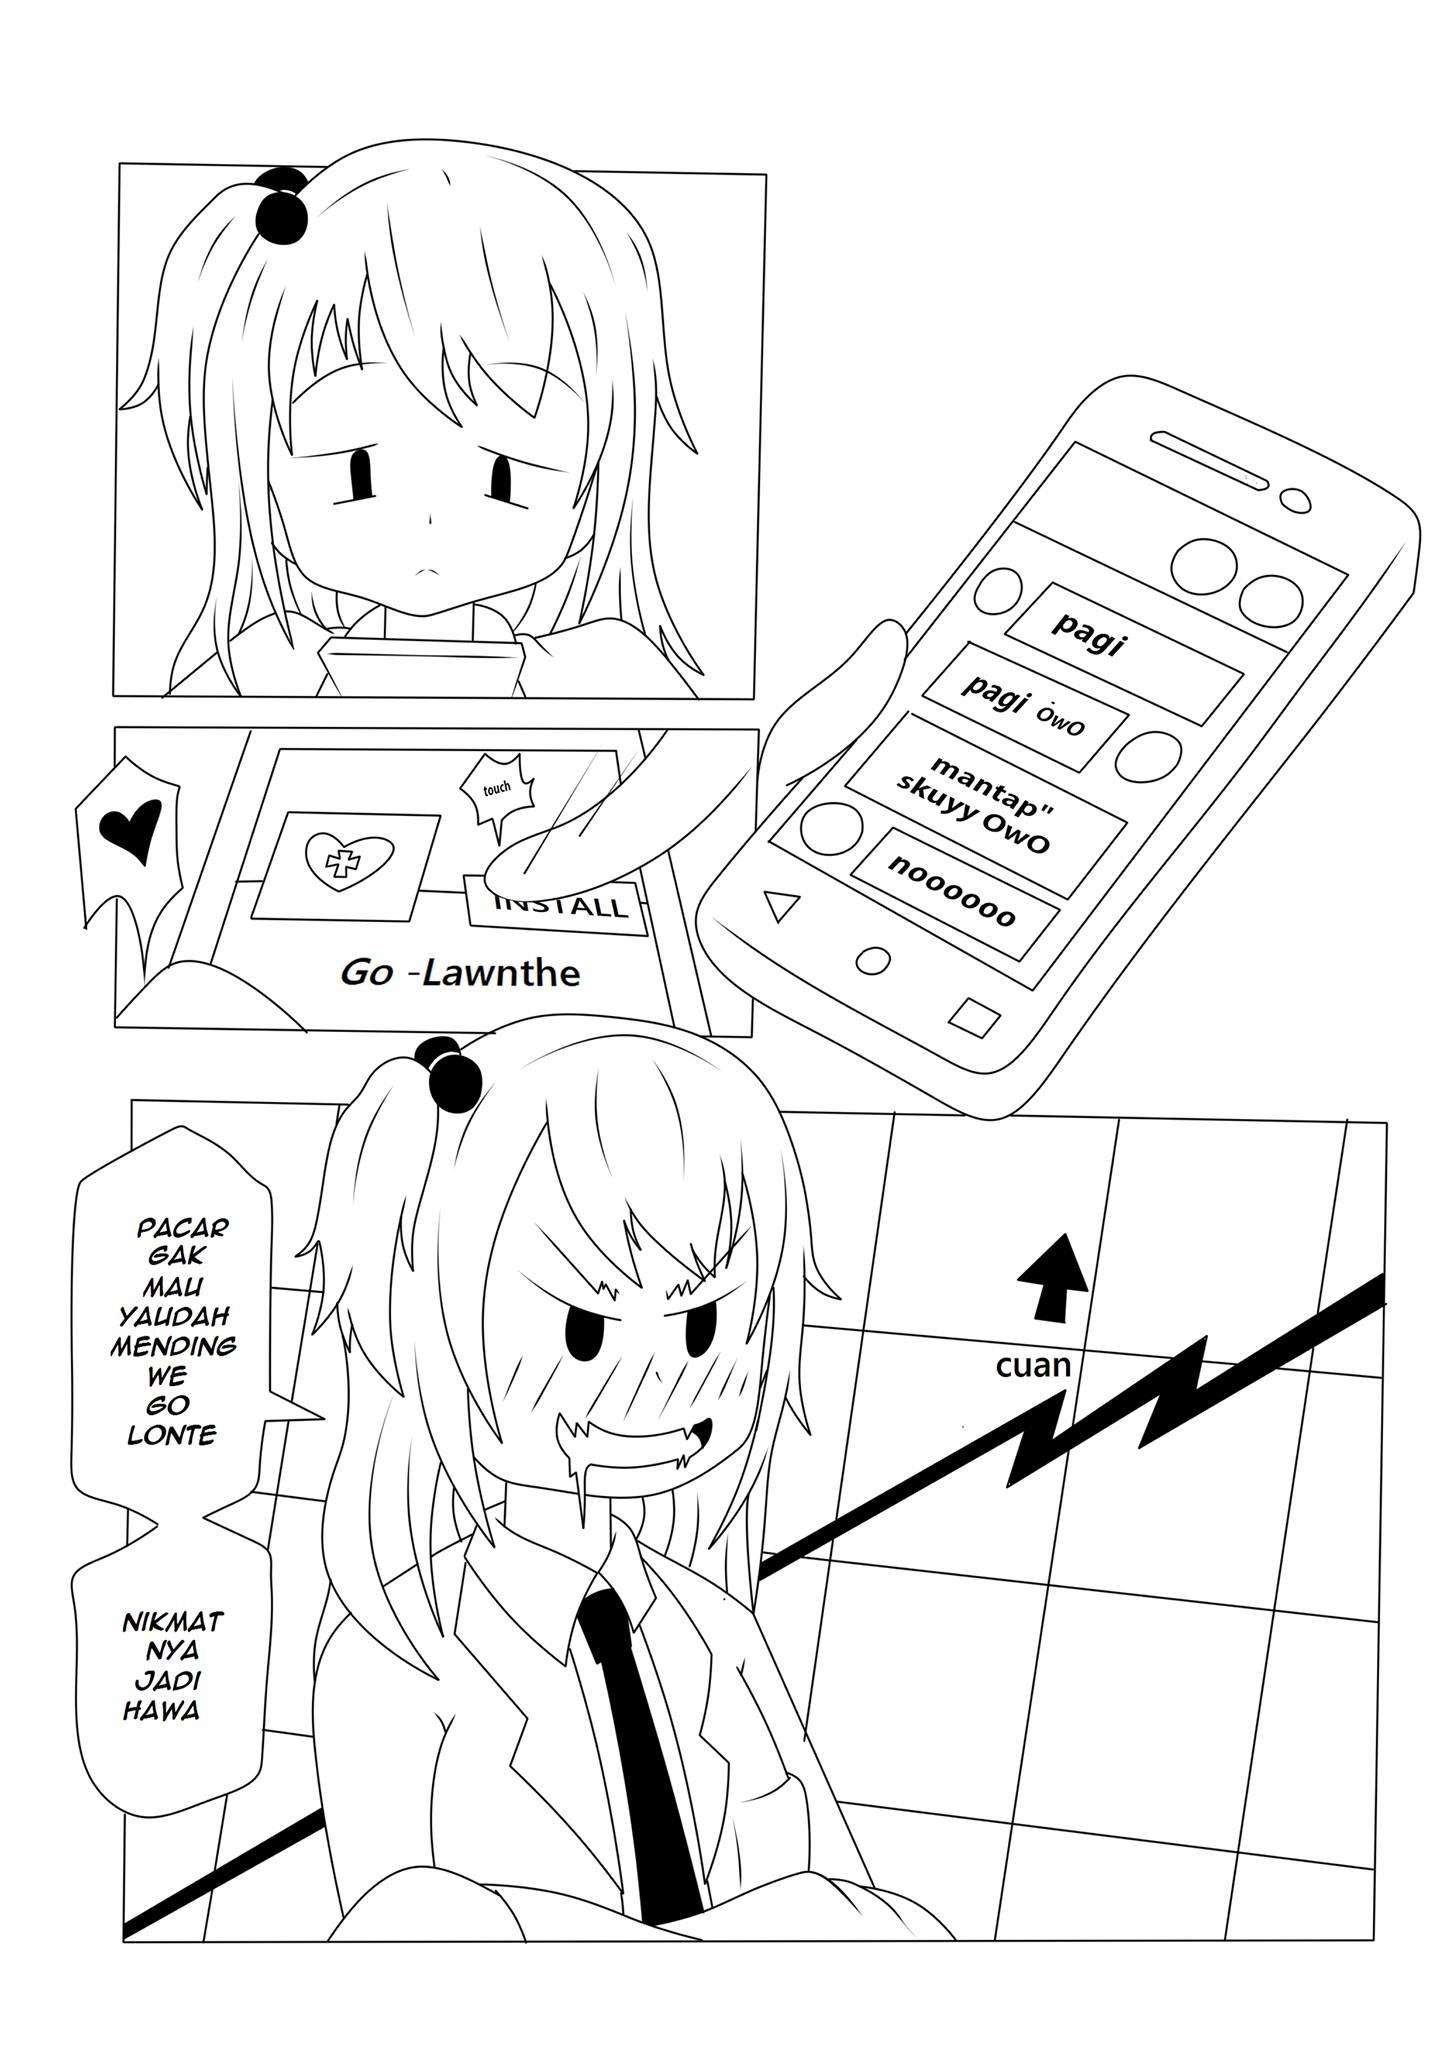 pagi
pagi OwO
mantap"
skuyy OwO
nooooooo
touch
INSTALL
Go -Lawnthe
PACAR
GAK
MAU
YAUDAH
MENDING
WE
GO
LONTE
cuan
NIKMAT
NYA
JADI
HAWA